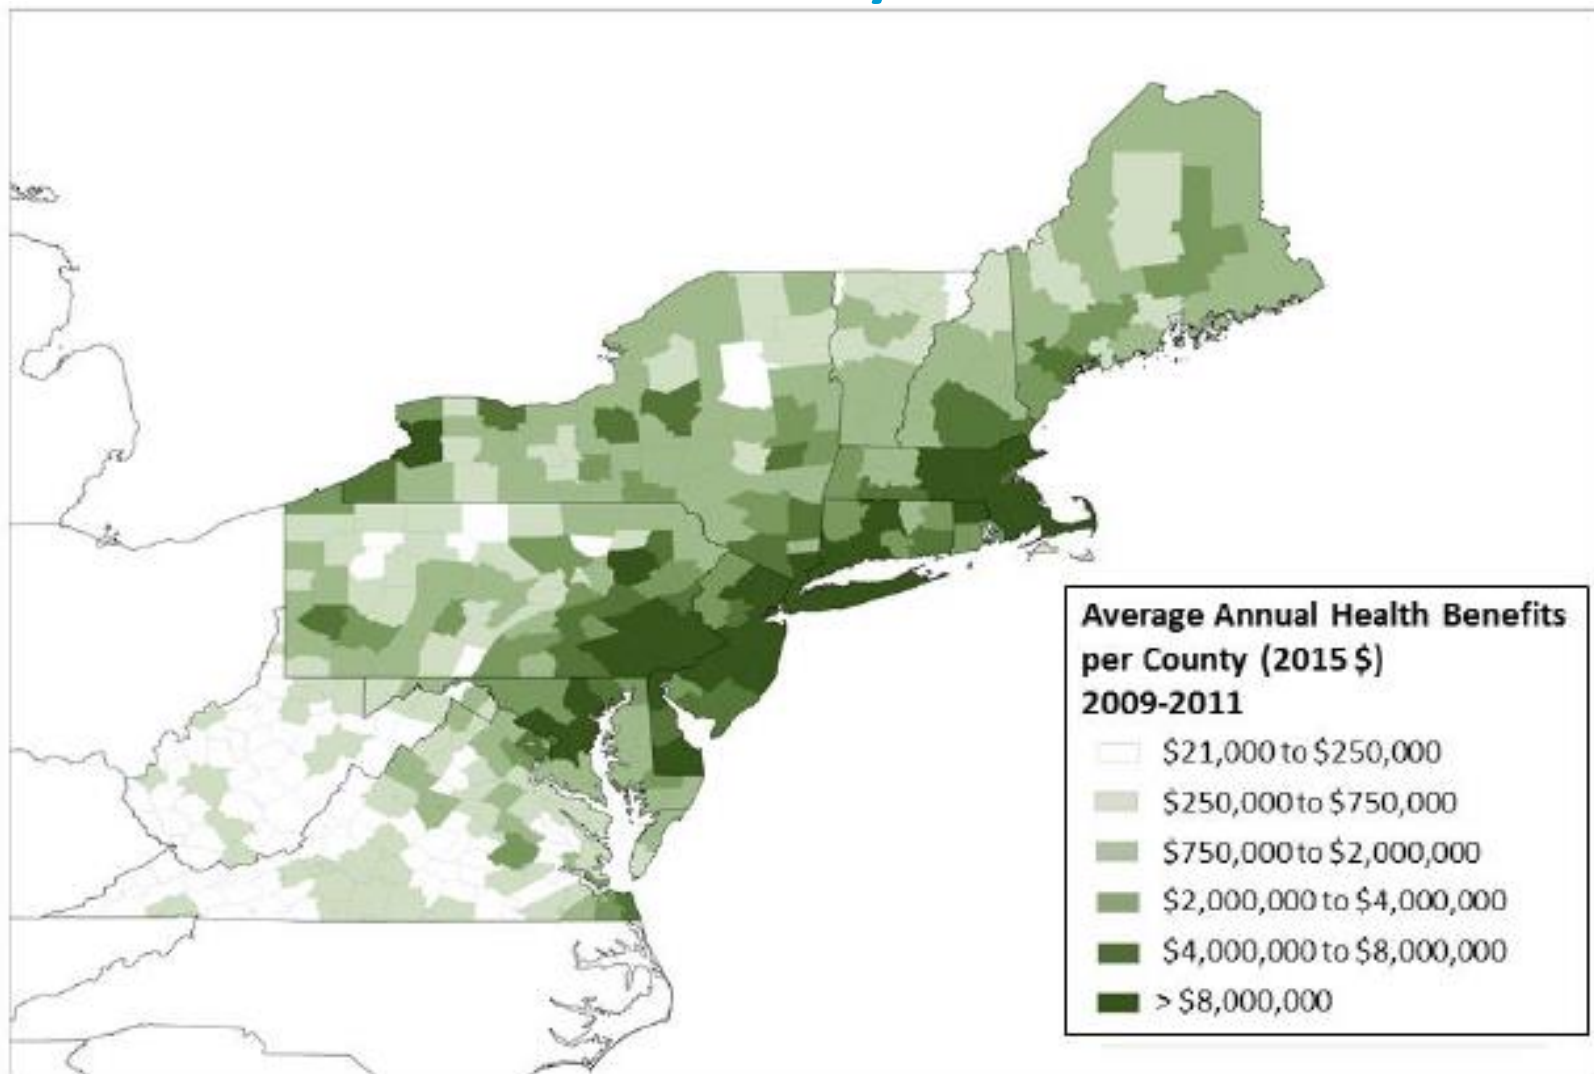 Average Annual Health Benefits
per County (2015 $)
2009-2011
$21,000 to $250,000
$250,000 to $750,000
$750,000 to $2,000,000
$2,000,000 to $4,000,000
$4,000,000 to $8,000,000
> $8,000,000